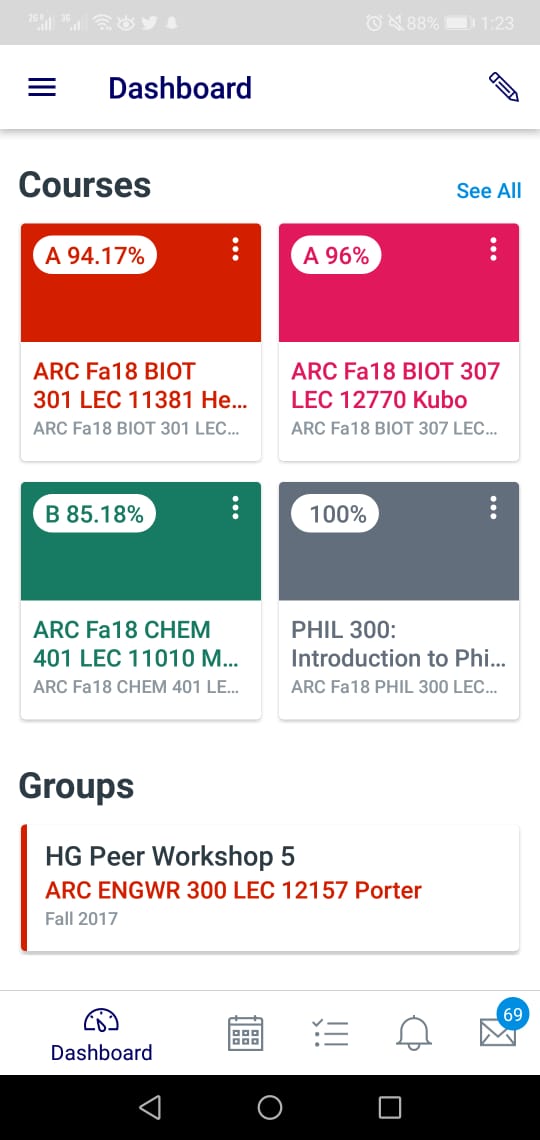 2G 3G 88% 1:23
Dashboard
Courses
See All
A 94.17%
ARC Fa18 BIOT
301 LEC 11381 He...
ARC Fa18 BIOT 301 LEC...
A 96%
ARC Fa18 BIOT 307
LEC 12770 Kubo
ARC Fa18 BIOT 307 LEC...
B 85.18%
ARC Fa18 CHEM
401 LEC 11010 M...
ARC Fa18 CHEM 401 LE...
100%
PHIL 300:
Introduction to Phi...
ARC Fa18 PHIL 300 LEC...
Groups
HG Peer Workshop 5
ARC ENGWR 300 LEC 12157 Porter
Fall 2017
69
Dashboard